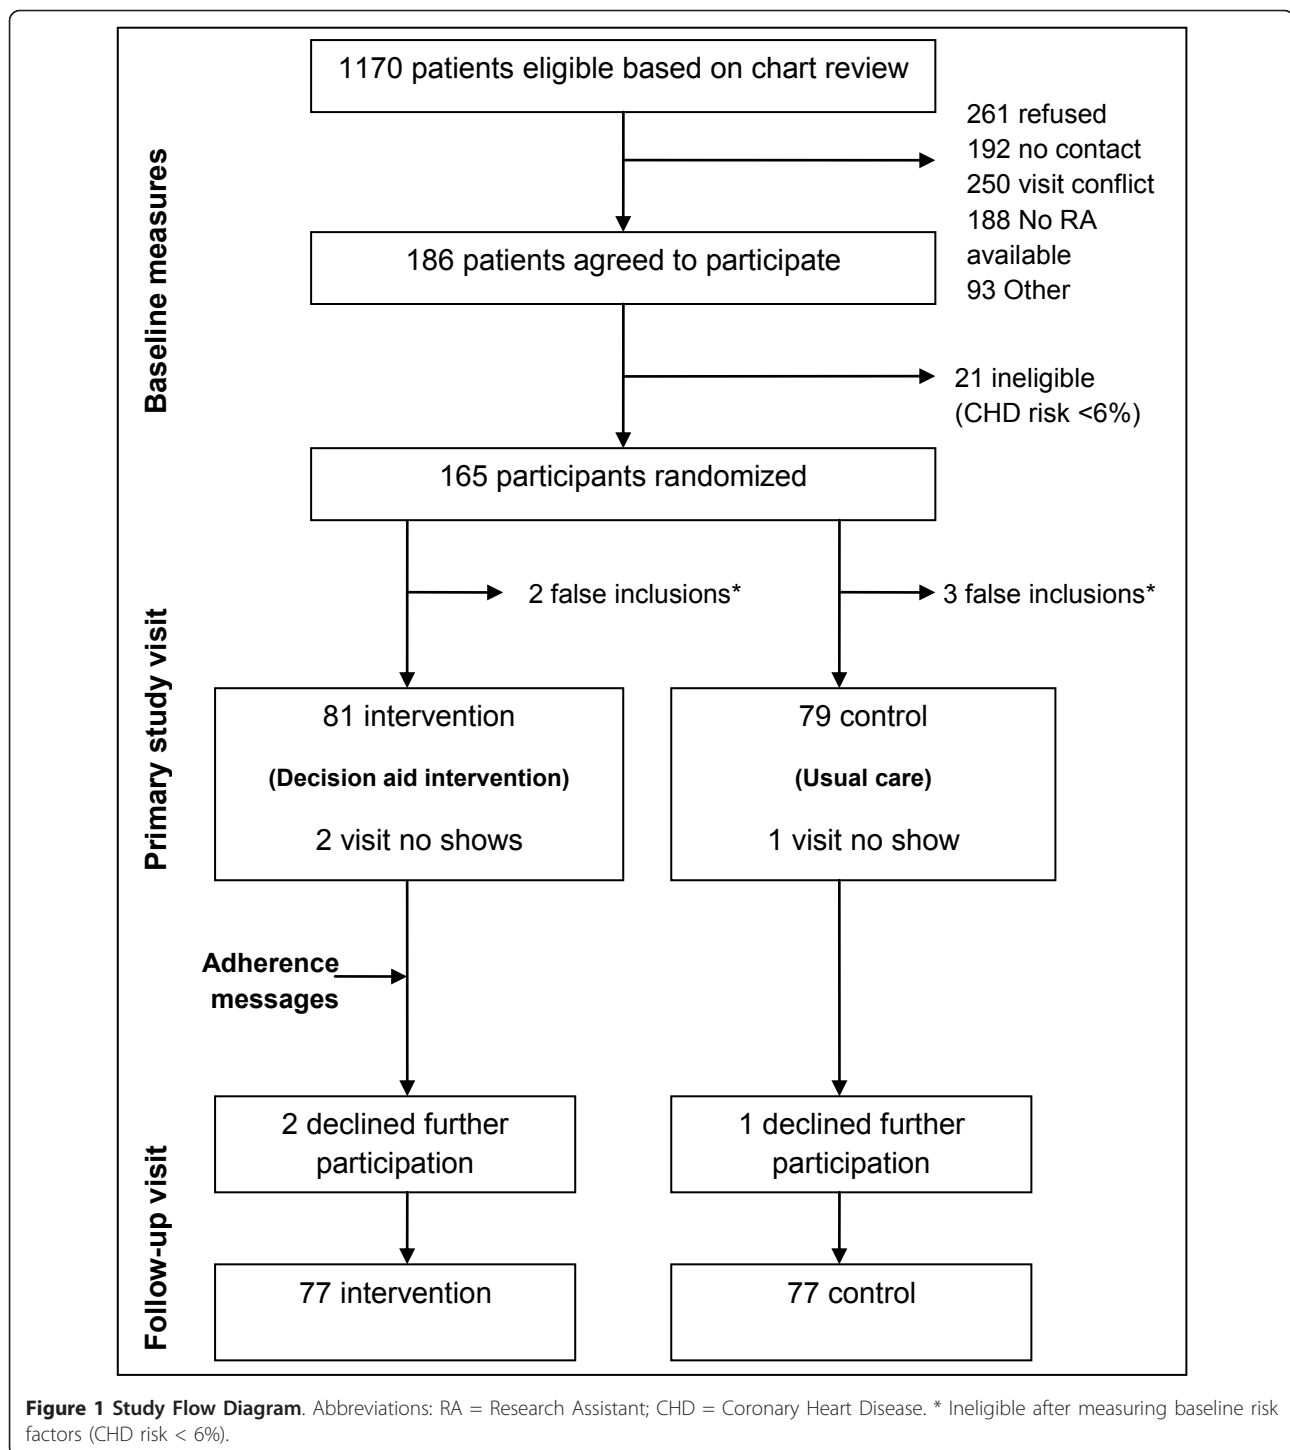 1170 patients eligible based on chart review
261 refused
192 no contact
250 visit conflict
188 No RA
available
93 Other
Baseline measures
186 patients agreed to participate
21 ineligible
(CHD risk <6%)
165 participants randomized
2 false inclusions*
3 false inclusions*
Primary study visit
81 intervention
(Decision aid intervention)
2 visit no shows
79 control
(Usual care)
1 visit no show
Adherence
messages
Follow-up visit
2 declined further
participation
1 declined further
participation
77 intervention
77 control
Figure 1 Study Flow Diagram. Abbreviations: RA = Research Assistant; CHD = Coronary Heart Disease. * Ineligible after measuring baseline risk
factors (CHD risk < 6%).